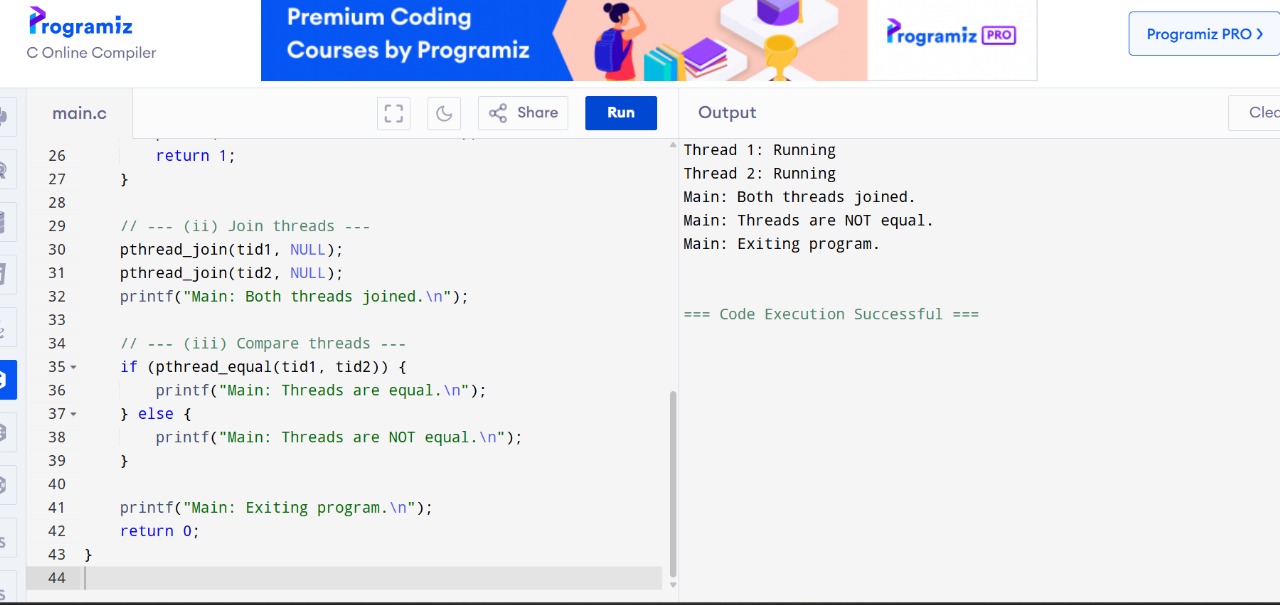 Programiz
C Online Compiler
Premium Coding
Courses by Programiz
Programiz PRO
Programiz PRO >
main.c
Share
Run
Output
26 return 1;
27 }
28
29 // --- (ii) Join threads ---
30 pthread_join(tid1, NULL);
31 pthread_join(tid2, NULL);
32 printf("Main: Both threads joined.\n");
33
34 // --- (iii) Compare threads ---
35 if (pthread_equal(tid1, tid2)) {
36 printf("Main: Threads are equal.\n");
37 } else {
38 printf("Main: Threads are NOT equal.\n");
39 }
40
41 printf("Main: Exiting program.\n");
42 return 0;
43 }
44
Thread 1: Running
Thread 2: Running
Main: Both threads joined.
Main: Threads are NOT equal.
Main: Exiting program.
=== Code Execution Successful ===